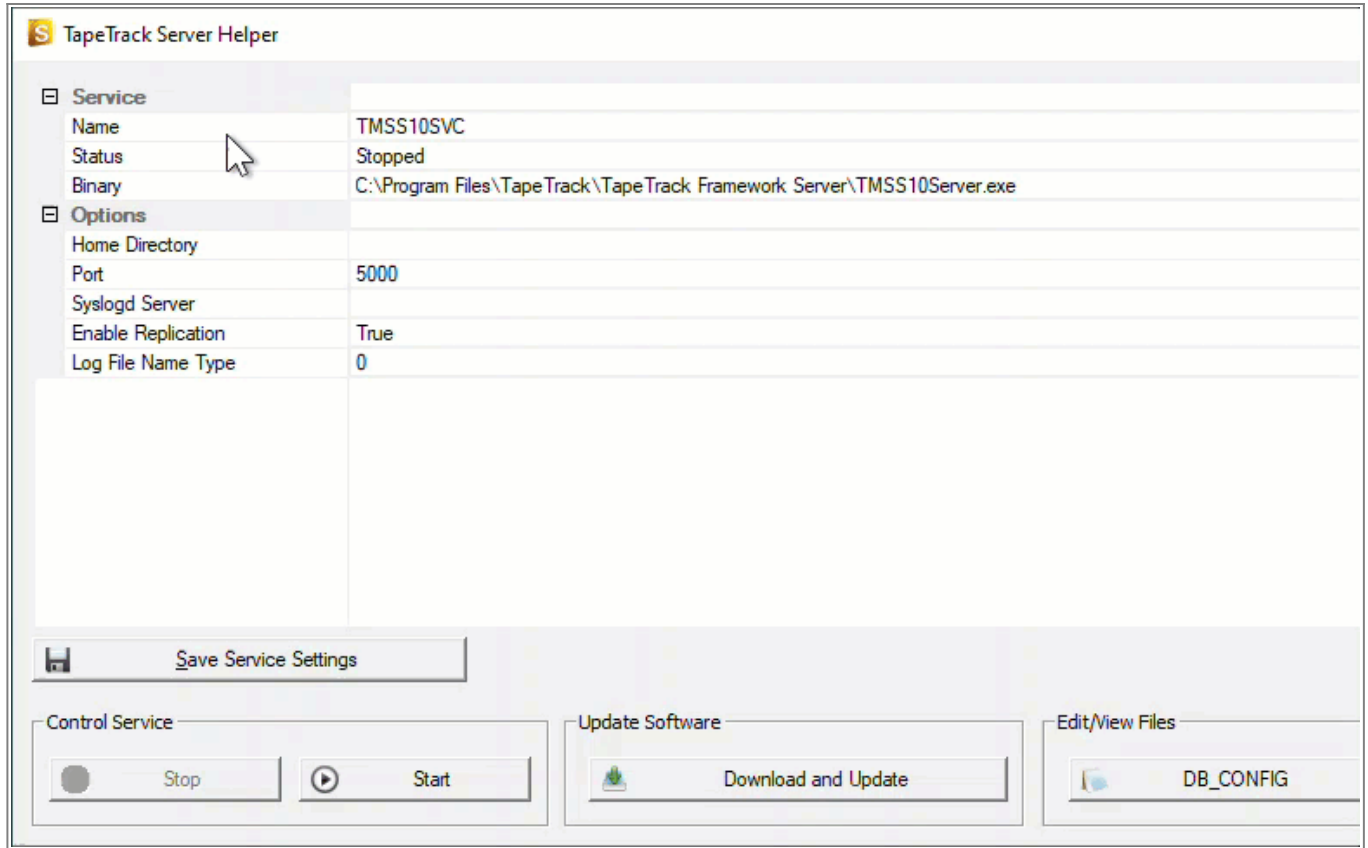 TapeTrack Server Helper
Service
Name TMSS10SVC
Status Stopped
Binary C:\Program Files\TapeTrack\TapeTrack Framework Server\TMSS10Server.exe
Options
Home Directory
Port 5000
Syslogd Server
Enable Replication True
Log File Name Type 0
Save Service Settings
Control Service Update Software Edit/View Files
Stop Start Download and Update DB_CONFIG